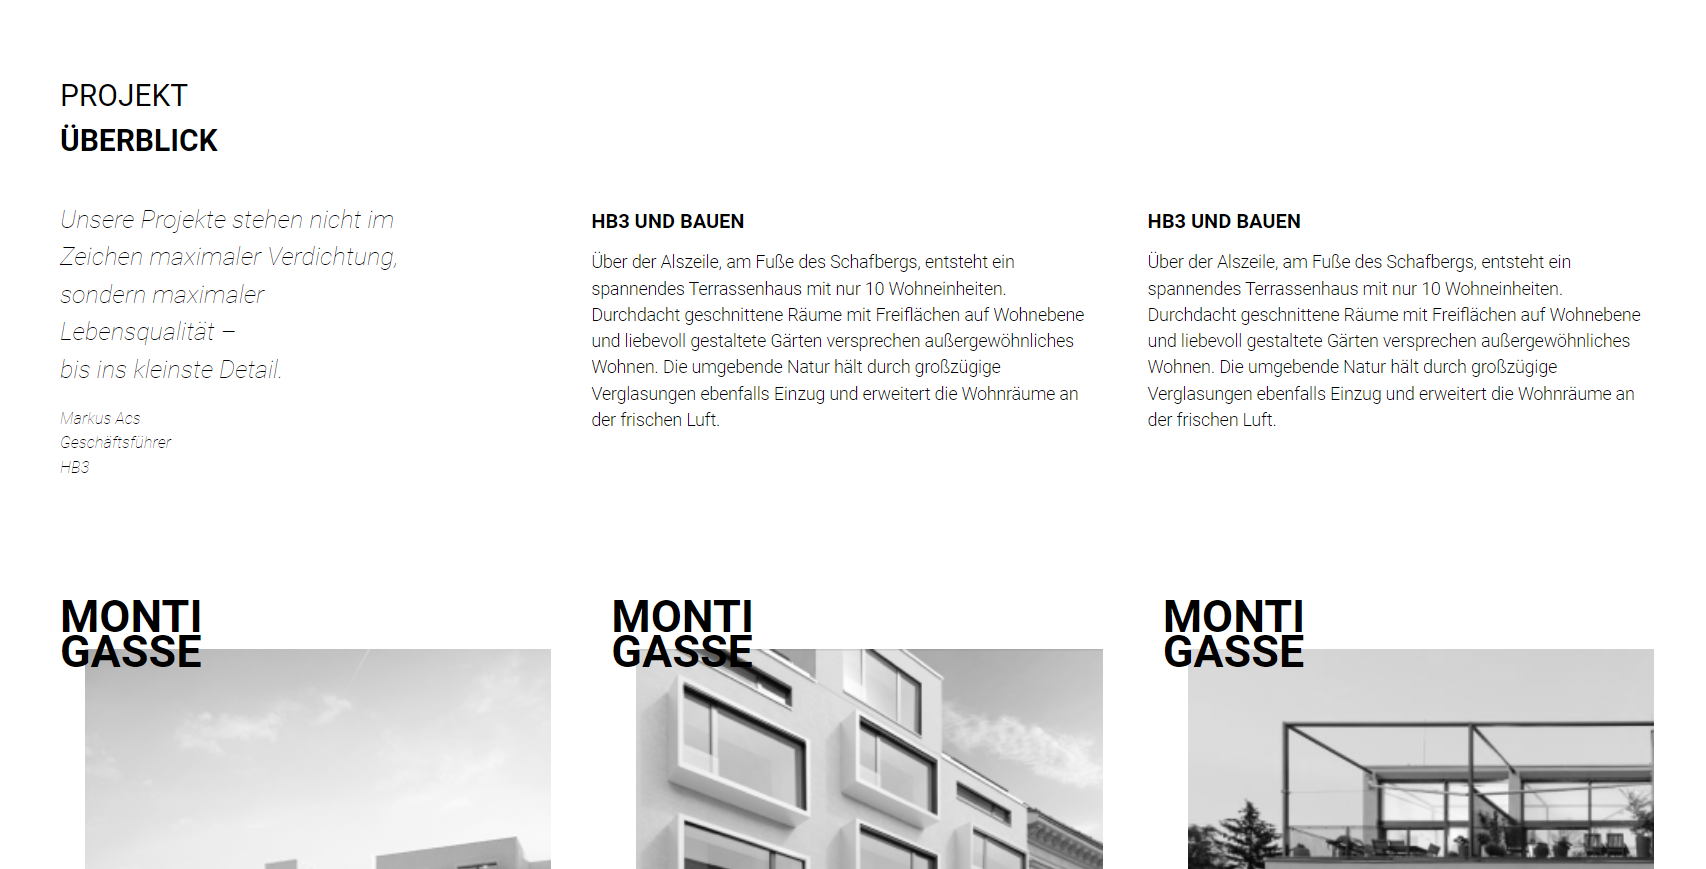 PROJEKT
ÜBERBLICK
Unsere Projekte stehen nicht im
Zeichen maximaler Verdichtung,
sondern maximaler
Lebensqualität –
bis ins kleinste Detail.
Markus Acs
Geschäftsführer
HB3
HB3 UND BAUEN
Über der Alszeile, am Fuße des Schafbergs, entsteht ein
spannendes Terrassenhaus mit nur 10 Wohneinheiten.
Durchdacht geschnittene Räume mit Freiflächen auf Wohnebene
und liebevoll gestaltete Gärten versprechen außergewöhnliches
Wohnen. Die umgebende Natur hält durch großzügige
Verglasungen ebenfalls Einzug und erweitert die Wohnräume an
der frischen Luft.
HB3 UND BAUEN
Über der Alszeile, am Fuße des Schafbergs, entsteht ein
spannendes Terrassenhaus mit nur 10 Wohneinheiten.
Durchdacht geschnittene Räume mit Freiflächen auf Wohnebene
und liebevoll gestaltete Gärten versprechen außergewöhnliches
Wohnen. Die umgebende Natur hält durch großzügige
Verglasungen ebenfalls Einzug und erweitert die Wohnräume an
der frischen Luft.
MONTI
GASSE
MONTI
GASSE
MONTI
GASSE